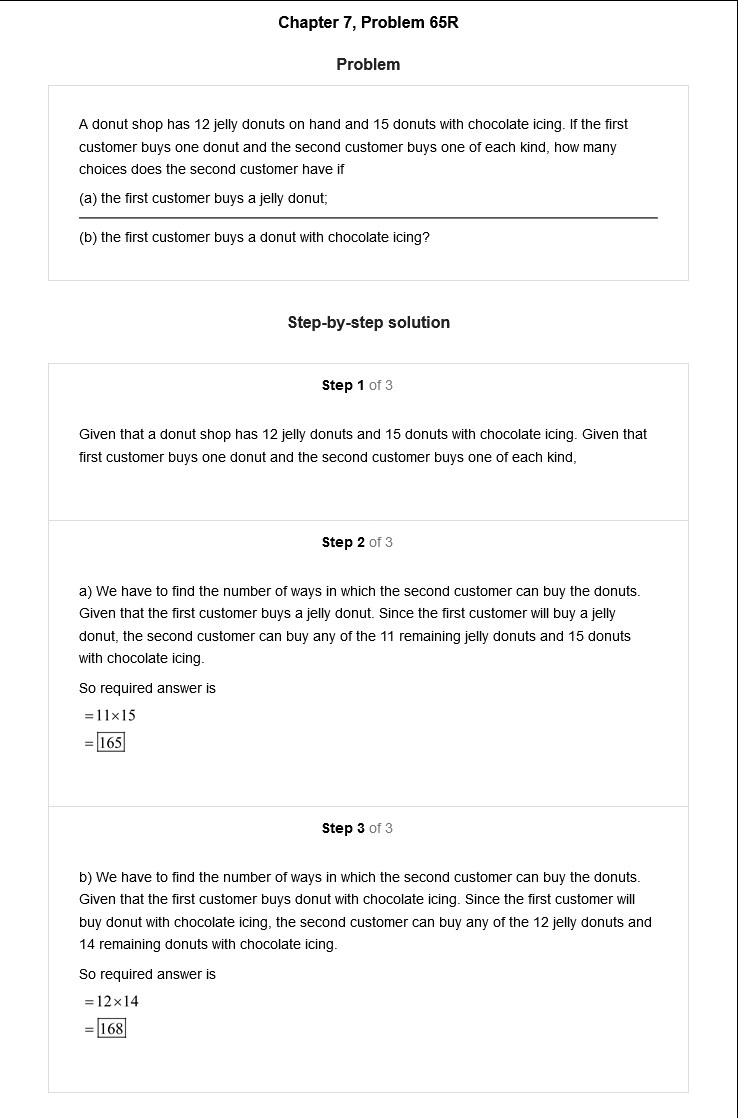 Chapter 7, Problem 65R
Problem
A donut shop has 12 jelly donuts on hand and 15 donuts with chocolate icing. If the first
customer buys one donut and the second customer buys one of each kind, how many
choices does the second customer have if
(a) the first customer buys a jelly donut;
(b) the first customer buys a donut with chocolate icing?
Step-by-step solution
Step 1 of 3
Given that a donut shop has 12 jelly donuts and 15 donuts with chocolate icing. Given that
first customer buys one donut and the second customer buys one of each kind,
Step 2 of 3
a) We have to find the number of ways in which the second customer can buy the donuts.
Given that the first customer buys a jelly donut. Since the first customer will buy a jelly
donut, the second customer can buy any of the 11 remaining jelly donuts and 15 donuts
with chocolate icing.
So required answer is
=11×15
=165
Step 3 of 3
b) We have to find the number of ways in which the second customer can buy the donuts.
Given that the first customer buys donut with chocolate icing. Since the first customer will
buy donut with chocolate icing, the second customer can buy any of the 12 jelly donuts and
14 remaining donuts with chocolate icing.
So required answer is
=12×14
=168